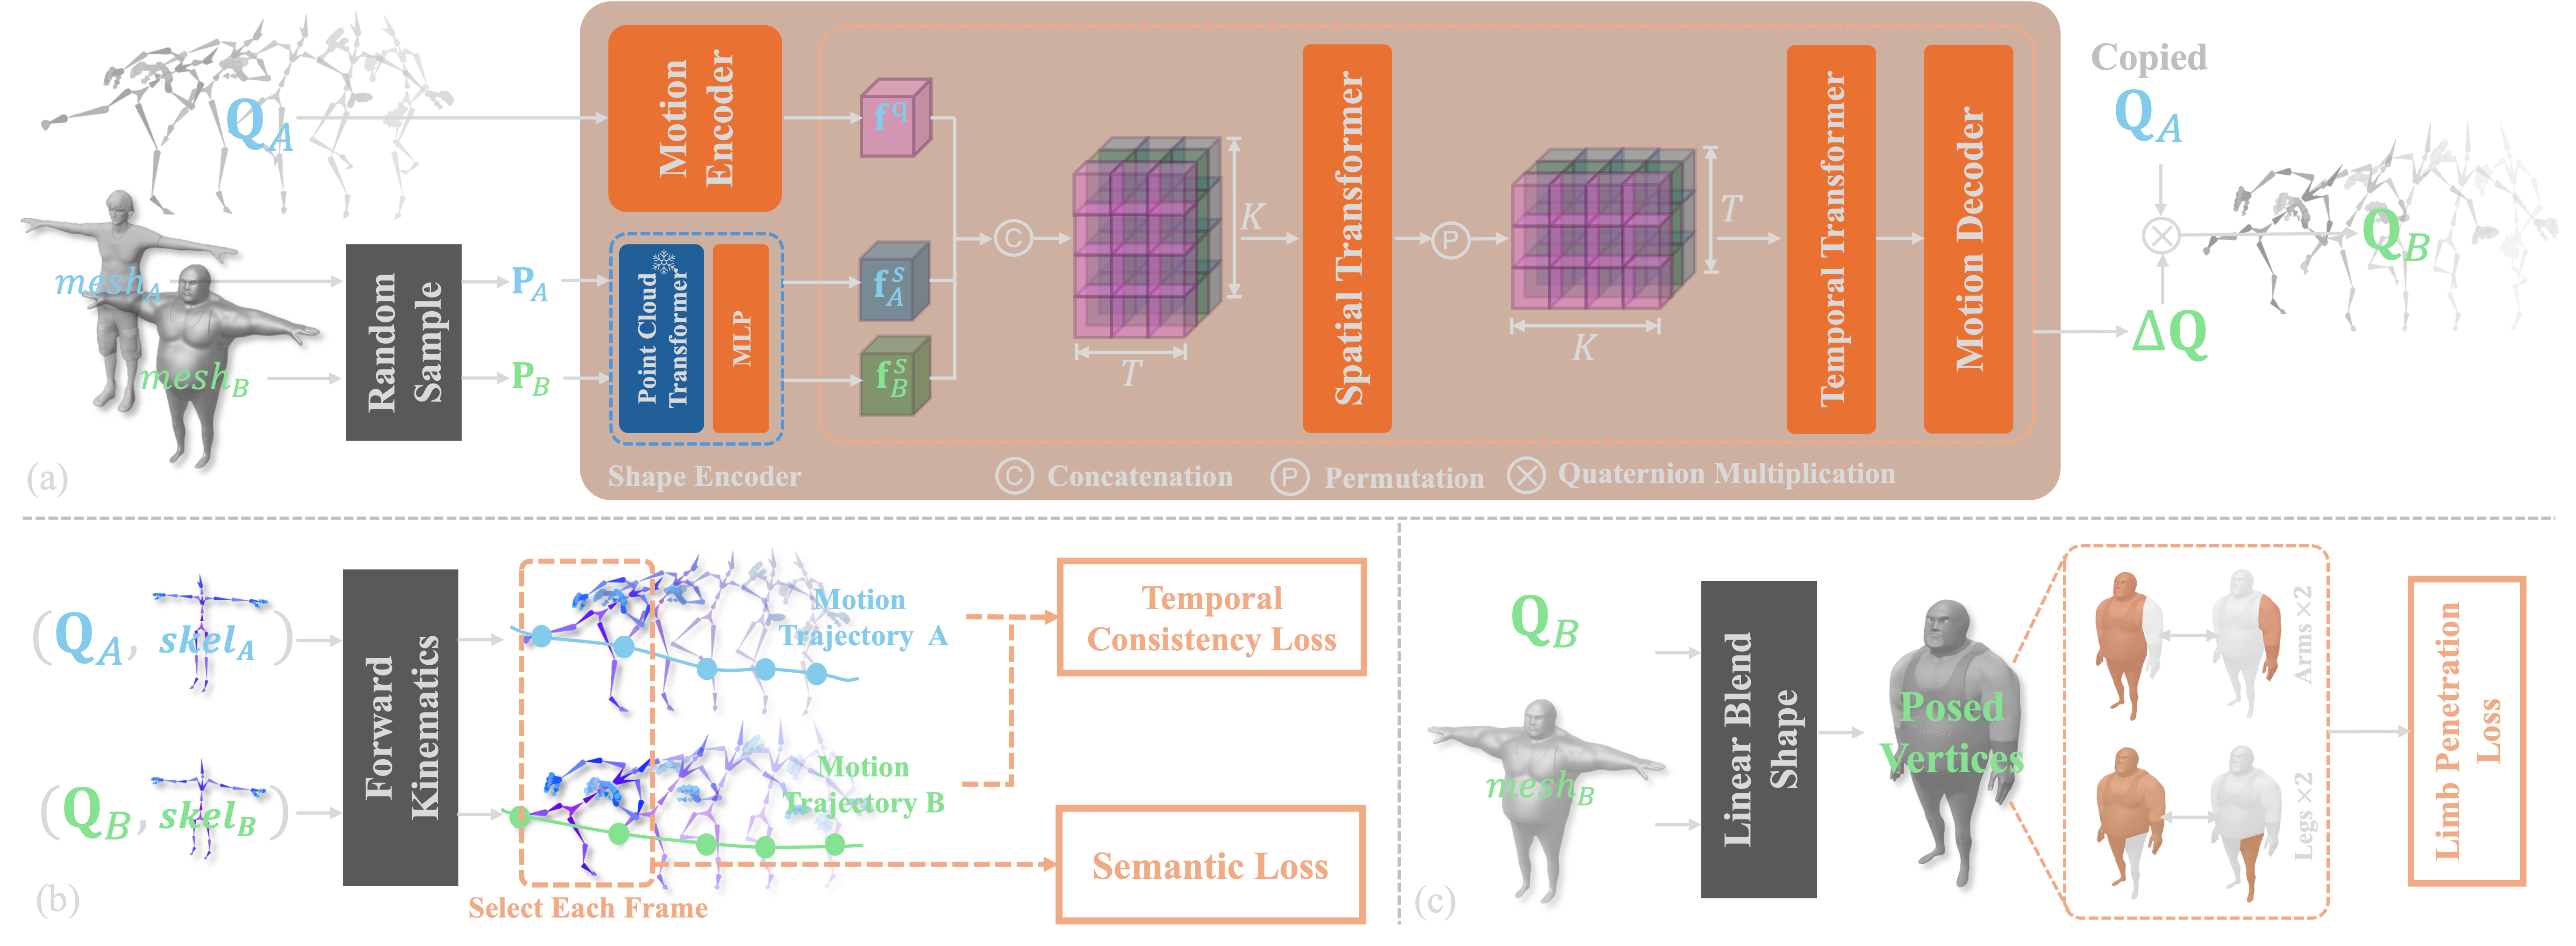 Q_A
mesh_A
mesh_B
Random
Sample
P_A
P_B
Motion
Encoder
Point Cloud
Transformer
MLP
Shape Encoder
f^q
f_A^s
f_B^s
C
K
T
Spatial Transformer
P
T
K
Temporal Transformer
Motion Decoder
C Concatenation
P Permutation
Quaternion Multiplication
Copied
Q_A
ΔQ
Q_B
(a)
(Q_A, skel_A)
(Q_B, skel_B)
Forward
Kinematics
Motion
Trajectory A
Motion
Trajectory B
Select Each Frame
Temporal
Consistency Loss
Semantic Loss
(b)
Q_B
mesh_B
Linear Blend
Shape
Posed
Vertices
Arms ×2
Legs ×2
Limb Penetration
Loss
(c)